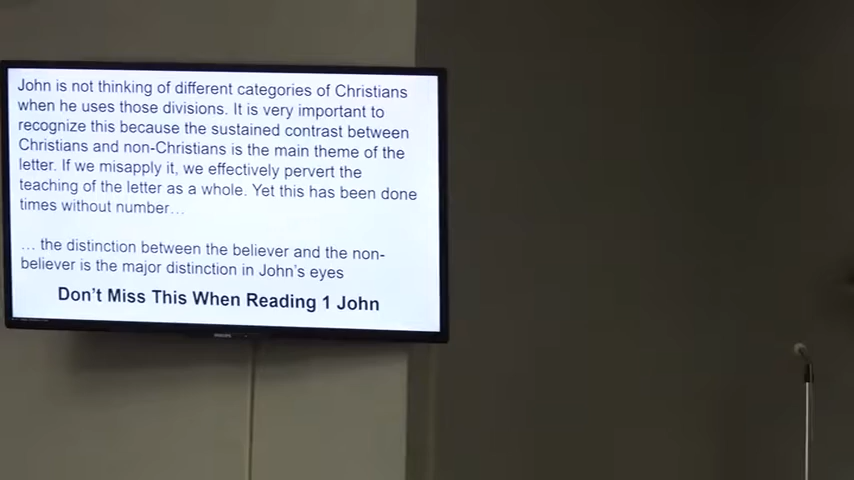 John is not thinking of different categories of Christians
when he uses those divisions. It is very important to
recognize this because the sustained contrast between
Christians and non-Christians is the main theme of the
letter. If we misapply it, we effectively pervert the
teaching of the letter as a whole. Yet this has been done
times without number…
… the distinction between the believer and the non-
believer is the major distinction in John's eyes
Don't Miss This When Reading 1 John
PHILIPS